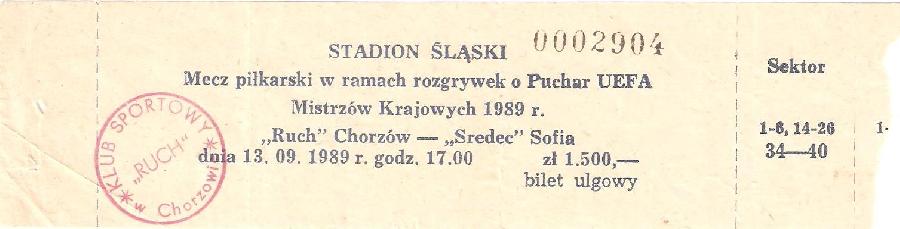 STADION ŚLĄSKI 0002904
Mecz piłkarski w ramach rozgrywek o Puchar UEFA
Mistrzów Krajowych 1989 r.
„Ruch” Chorzów — „Sredec” Sofia
dnia 13. 09. 1989 r. godz. 17.00 zł 1.500,—
bilet ulgowy
Sektor
1-6, 14-26
34—40
1-
KLUB SPORTOWY
„RUCH”
w Chorzowie